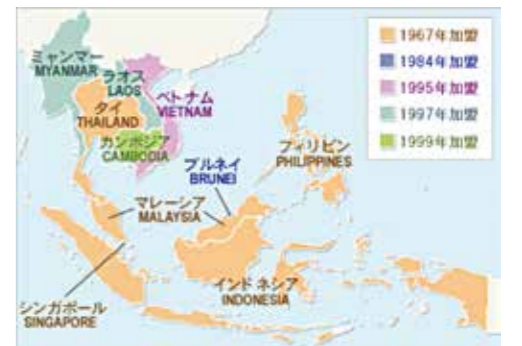 ミャンマー
MYANMAR
ラオス
LAOS
タイ
THAILAND
ベトナム
VIETNAM
カンボジア
CAMBODIA
フィリピン
PHILIPPINES
ブルネイ
BRUNEI
マレーシア
MALAYSIA
インドネシア
INDONESIA
シンガポール
SINGAPORE
1967年加盟
1984年加盟
1995年加盟
1997年加盟
1999年加盟